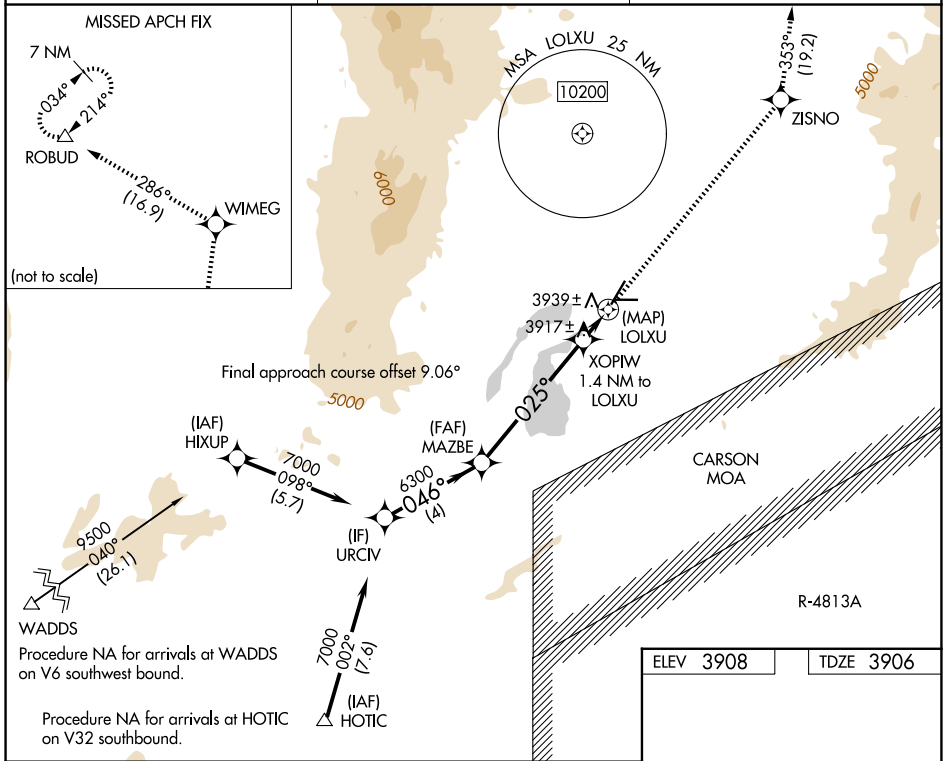 MISSED APCH FIX
7 NM
034°
214°
ROBUD
286°
(16.9)
WIMEG
(not to scale)
MSA LOLXU 25 NM
10200
353°
(19.2)
ZISNO
5000
6000
3939±
3917±
(MAP)
LOLXU
XOPIW
1.4 NM to
LOLXU
Final approach course offset 9.06°
5000
025°
(IAF)
HIXUP
7000
098°
(5.7)
(FAF)
MAZBE
6300
046°
(4)
(IF)
URCIV
CARSON
MOA
R-4813A
9500
040°
(26.1)
WADDS
Procedure NA for arrivals at WADDS
on V6 southwest bound.
7000
002°
(7.6)
(IAF)
HOTIC
Procedure NA for arrivals at HOTIC
on V32 southbound.
ELEV 3908
TDZE 3906